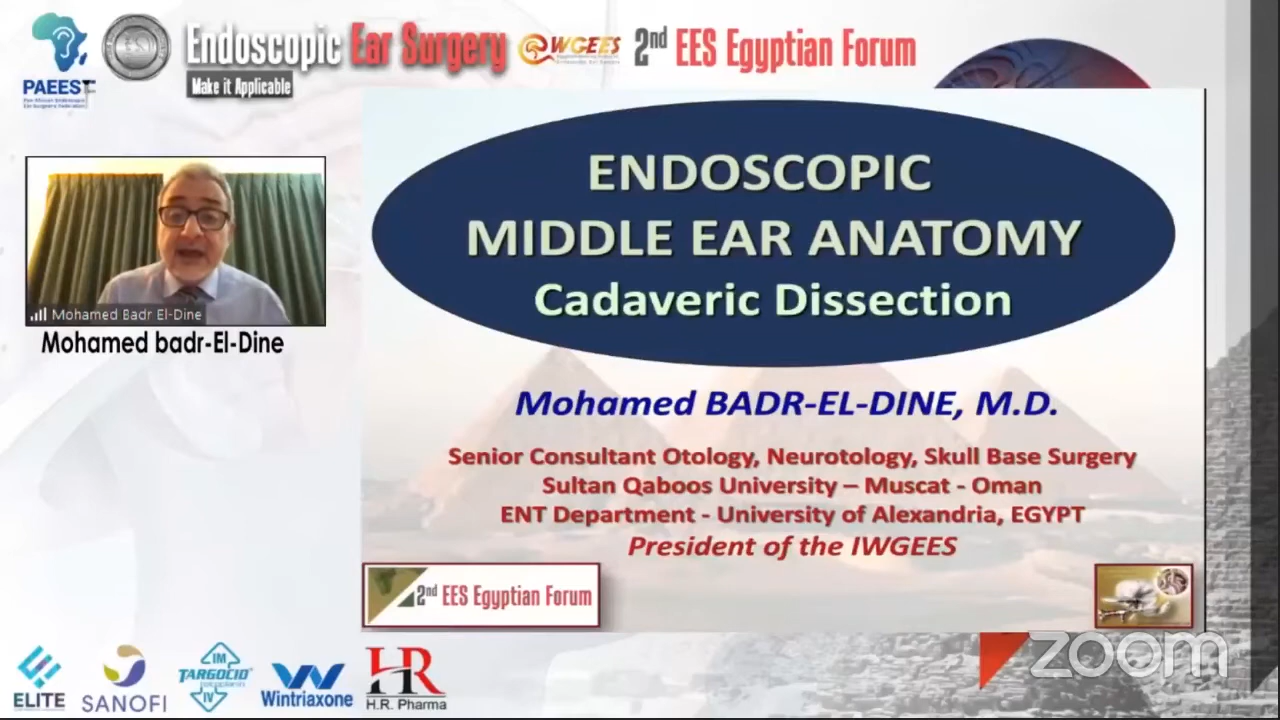 PAEEST
Endoscopic Ear Surgery
Make it Applicable
WGEES
2nd EES Egyptian Forum
ENDOSCOPIC
MIDDLE EAR ANATOMY
Cadaveric Dissection
Mohamed Badr El-Dine
Mohamed badr-El-Dine
Mohamed BADR-EL-DINE, M.D.
Senior Consultant Otology, Neurotology, Skull Base Surgery
Sultan Qaboos University – Muscat - Oman
ENT Department - University of Alexandria, EGYPT
President of the IWGEES
2nd EES Egyptian Forum
zoom
ELITE
SANOFI
IM
TARGOCID
IV
Wintriaxone
HR
H.R. Pharma